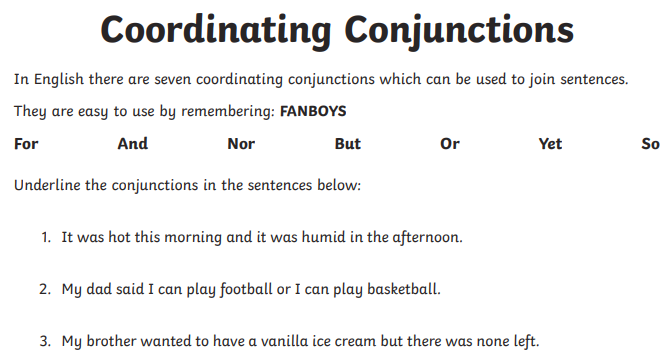 Coordinating Conjunctions
In English there are seven coordinating conjunctions which can be used to join sentences.
They are easy to use by remembering: FANBOYS
For And Nor But Or Yet So
Underline the conjunctions in the sentences below:
1. It was hot this morning and it was humid in the afternoon.
2. My dad said I can play football or I can play basketball.
3. My brother wanted to have a vanilla ice cream but there was none left.